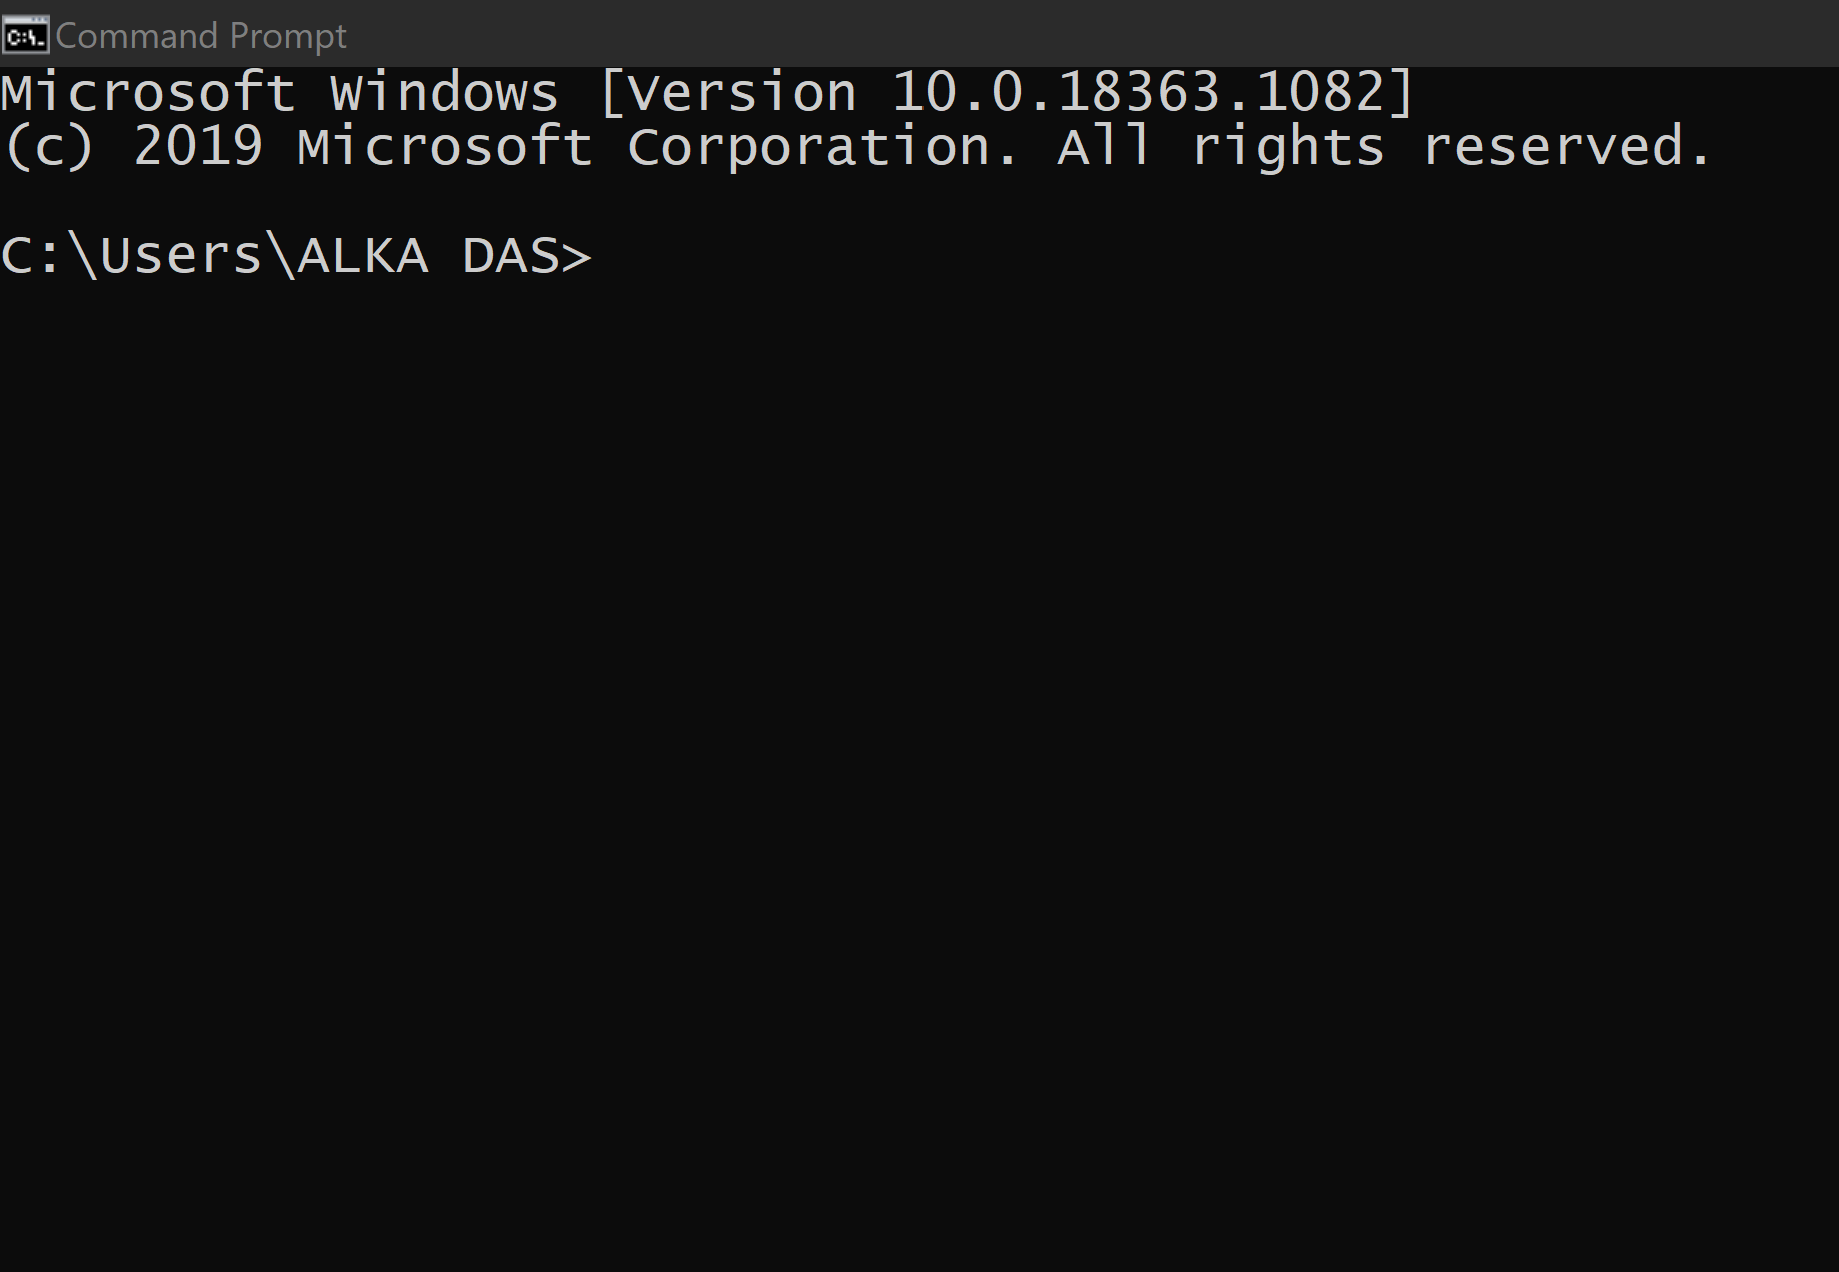 Command Prompt
Microsoft Windows [Version 10.0.18363.1082]
(c) 2019 Microsoft Corporation. All rights reserved.
C:\Users\ALKA DAS>